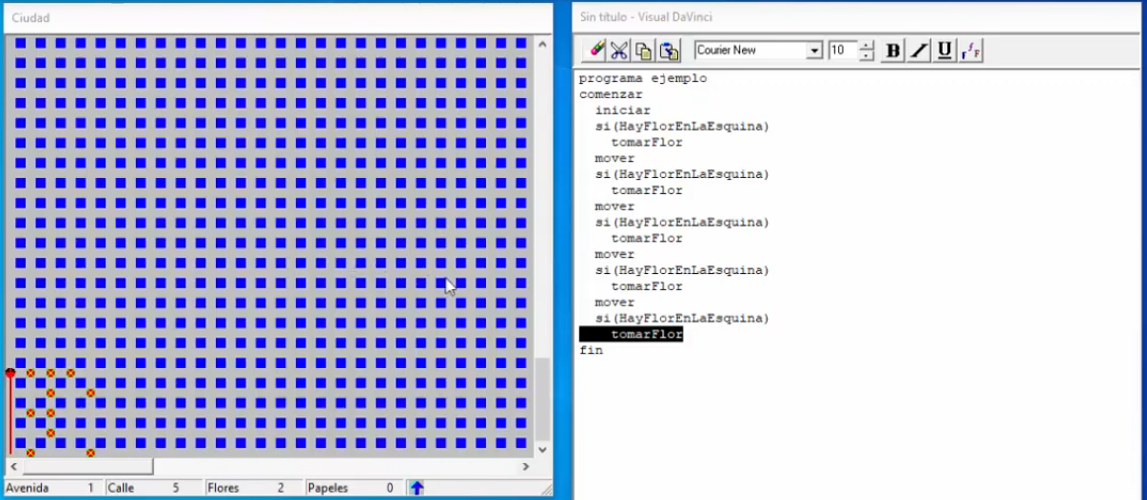 Ciudad
Avenida 1 Calle 5 Flores 2 Papeles 0
Sin título - Visual DaVinci
Courier New 10 B I U
programa ejemplo
comenzar
iniciar
si(HayFlorEnLaEsquina)
tomarFlor
mover
si(HayFlorEnLaEsquina)
tomarFlor
mover
si(HayFlorEnLaEsquina)
tomarFlor
mover
si(HayFlorEnLaEsquina)
tomarFlor
mover
si(HayFlorEnLaEsquina)
tomarFlor
fin